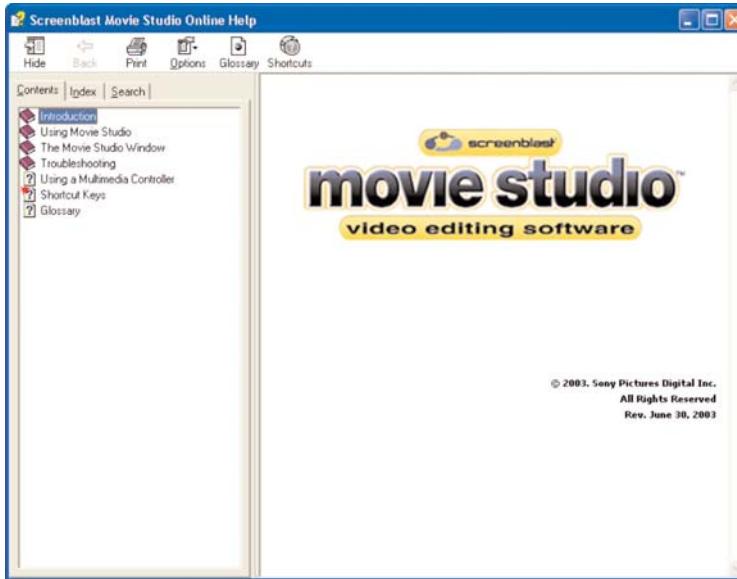 Screenblast Movie Studio Online Help
Hide Back Print Options Glossary Shortcuts
Contents Index Search
Introduction
Using Movie Studio
The Movie Studio Window
Troubleshooting
Using a Multimedia Controller
Shortcut Keys
Glossary
screenblast
movie studio™
video editing software
© 2003. Sony Pictures Digital Inc.
All Rights Reserved
Rev. June 30, 2003